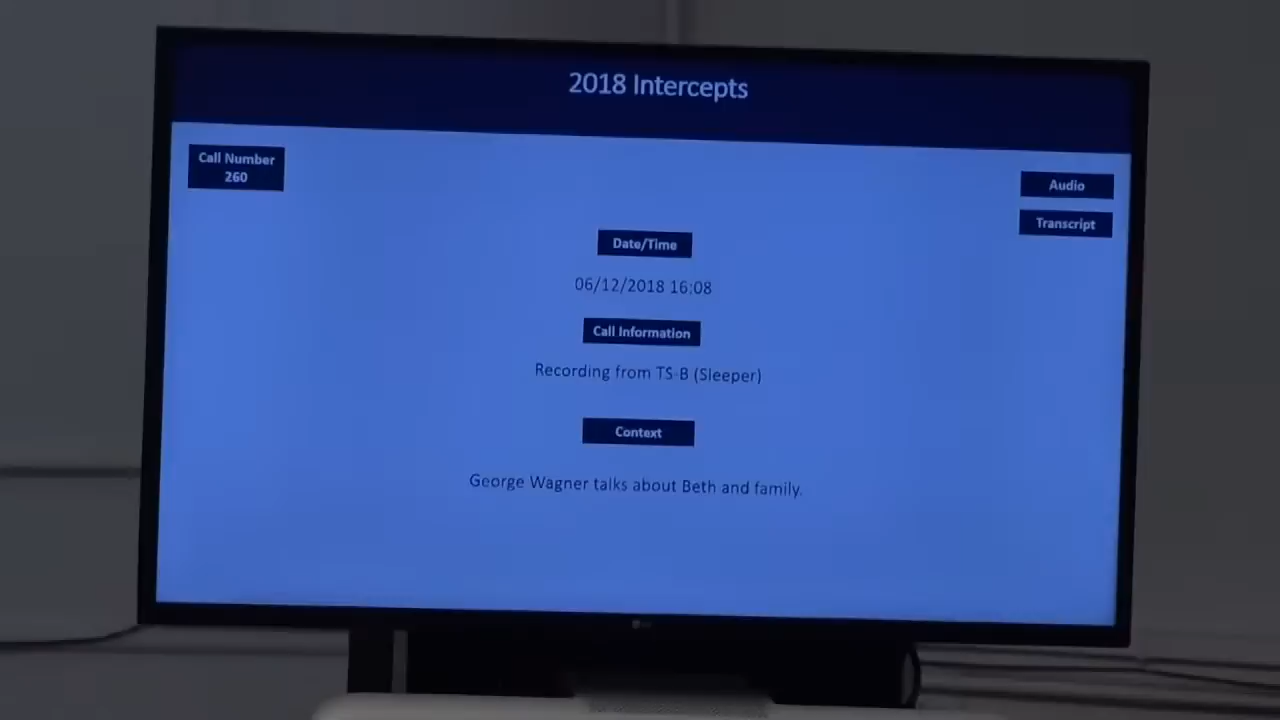 2018 Intercepts
Call Number
260
Audio
Transcript
Date/Time
06/12/2018 16:08
Call Information
Recording from TS-B (Sleeper)
Context
George Wagner talks about Beth and family.
LG